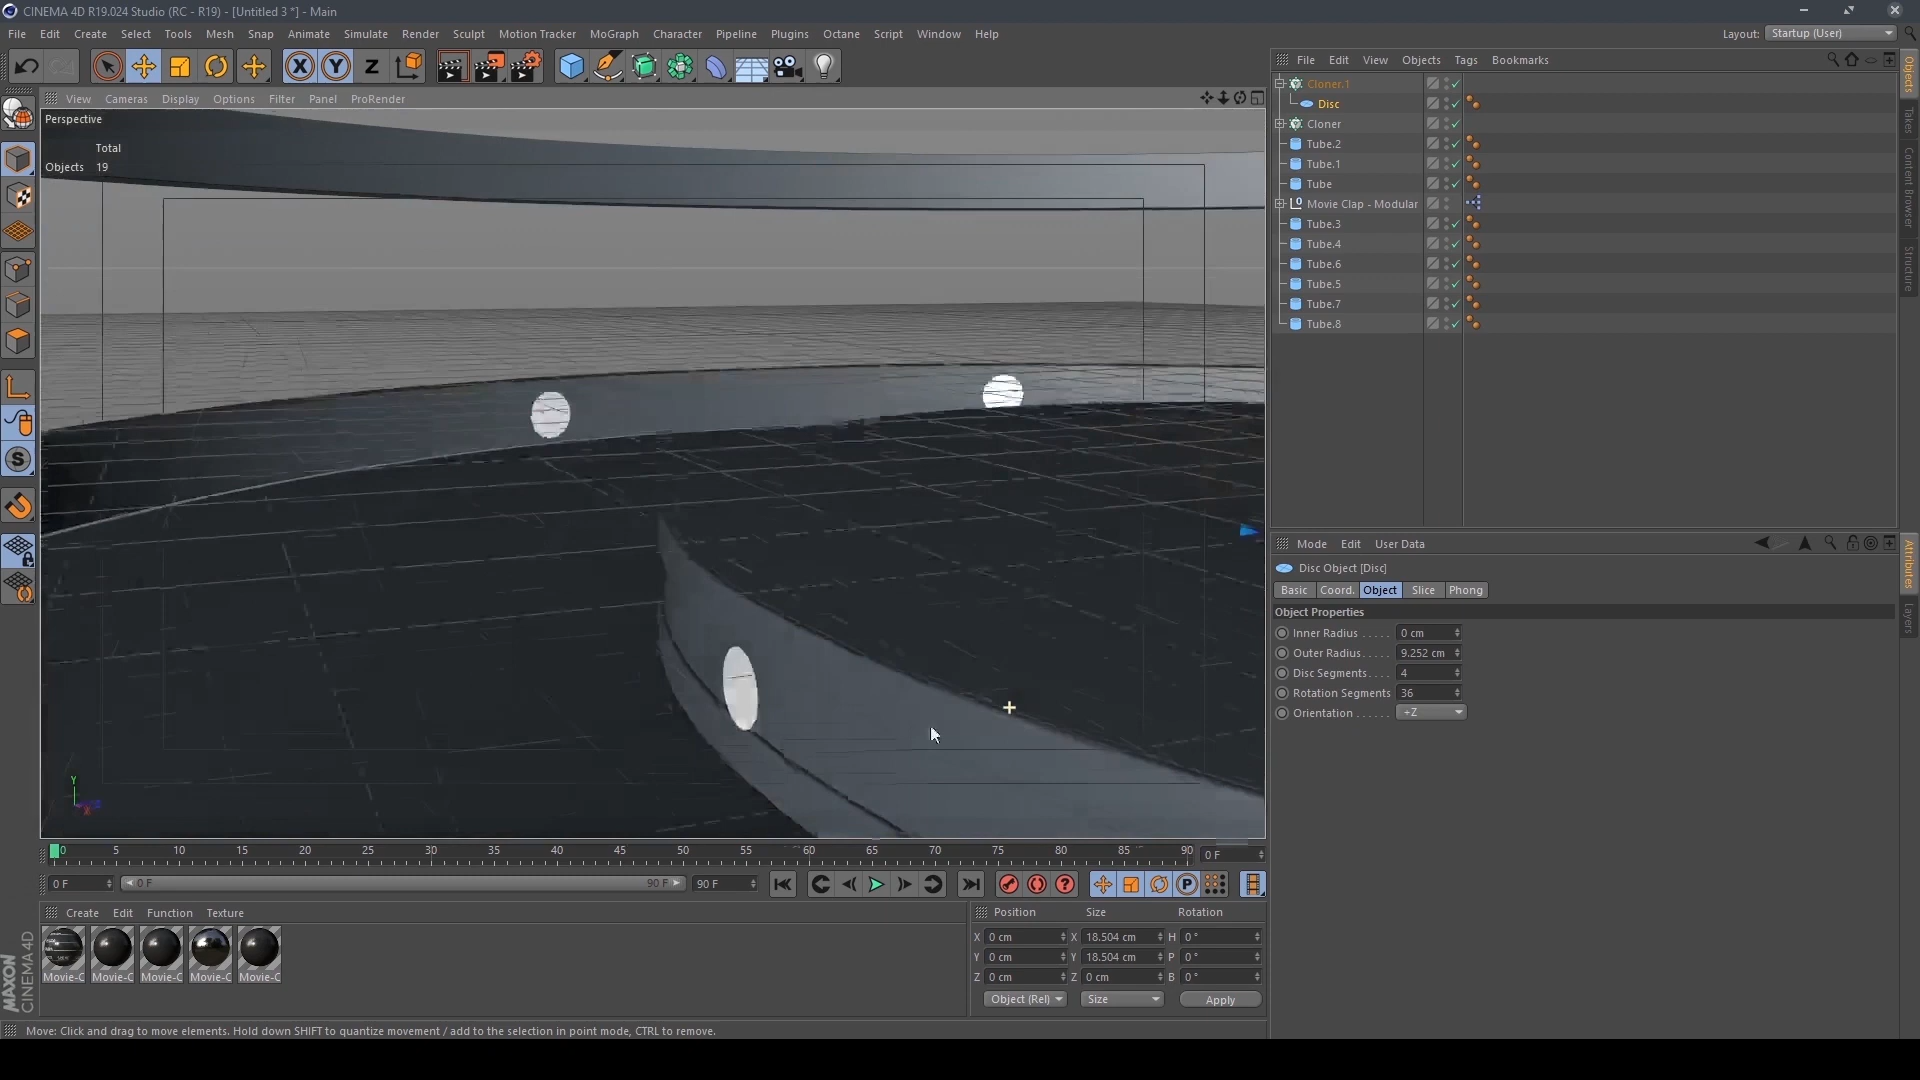 CINEMA 4D R19.024 Studio (RC - R19) - [Untitled 3 *] - Main
File Edit Create Select Tools Mesh Snap Animate Simulate Render Sculpt Motion Tracker MoGraph Character Pipeline Plugins Octane Script Window Help
Layout: Startup (User)
X Y Z
File Edit View Objects Tags Bookmarks
View Cameras Display Options Filter Panel ProRender
Perspective
Total
Objects 19
Cloner.1
Disc
Cloner
Tube.2
Tube.1
Tube
Movie Clap - Modular
Tube.3
Tube.4
Tube.6
Tube.5
Tube.7
Tube.8
Objects
Takes
Content Browser
Structure
Mode Edit User Data
Disc Object [Disc]
Basic Coord. Object Slice Phong
Object Properties
Inner Radius . . . . . 0 cm
Outer Radius . . . . 9.252 cm
Disc Segments . . . . 4
Rotation Segments 36
Orientation . . . . . . +Z
Attributes
Layers
S
Y
0 5 10 15 20 25 30 35 40 45 50 55 60 65 70 75 80 85 90
0 F
0 F 0 F 90 F 90 F
P
Create Edit Function Texture
Movie-C Movie-C Movie-C Movie-C Movie-C
Position Size Rotation
X 0 cm X 18.504 cm H 0 °
Y 0 cm Y 18.504 cm P 0 °
Z 0 cm Z 0 cm B 0 °
Object (Rel) Size Apply
MAXON
CINEMA 4D
Move: Click and drag to move elements. Hold down SHIFT to quantize movement / add to the selection in point mode, CTRL to remove.